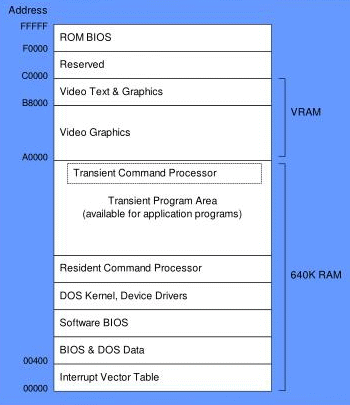 Address
FFFFF
ROM BIOS
F0000
Reserved
C0000
Video Text & Graphics
B8000
VRAM
Video Graphics
A0000
Transient Command Processor
Transient Program Area
(available for application programs)
Resident Command Processor
640K RAM
DOS Kernel, Device Drivers
Software BIOS
BIOS & DOS Data
00400
Interrupt Vector Table
00000